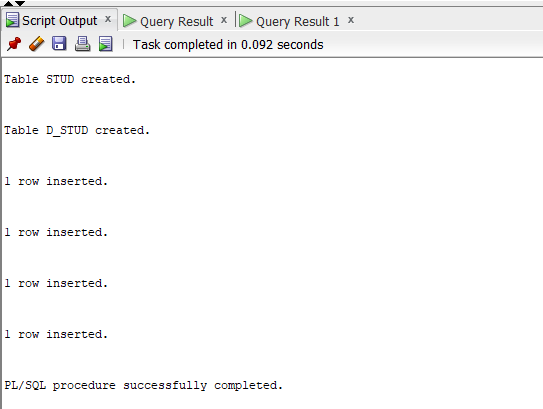 Script Output x Query Result x Query Result 1 x
Task completed in 0.092 seconds
Table STUD created.
Table D_STUD created.
1 row inserted.
1 row inserted.
1 row inserted.
1 row inserted.
PL/SQL procedure successfully completed.